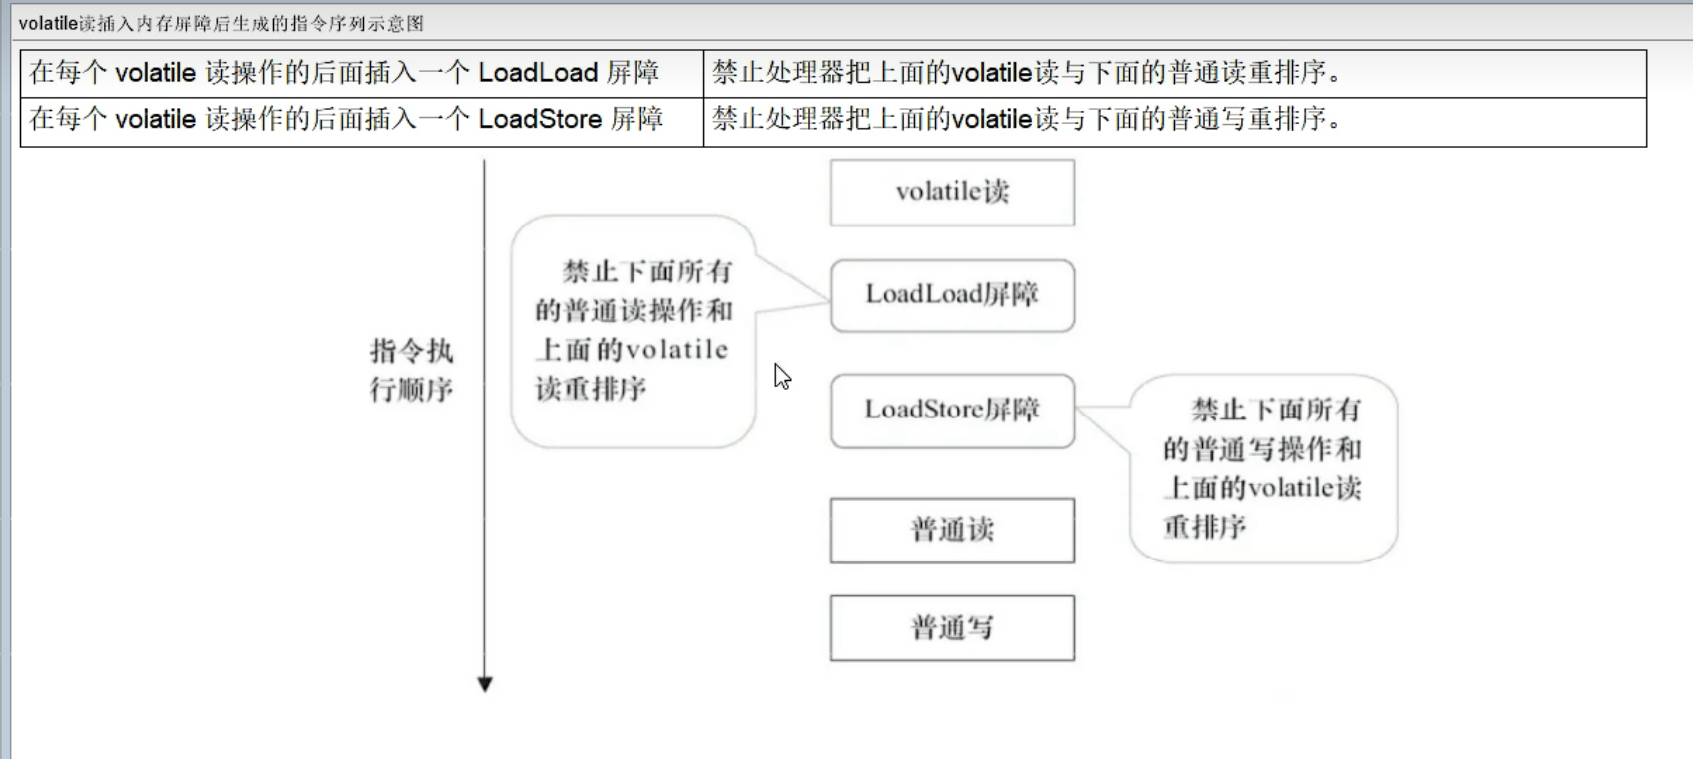 volatile读插入内存屏障后生成的指令序列示意图
在每个 volatile 读操作的后面插入一个 LoadLoad 屏障
禁止处理器把上面的volatile读与下面的普通读重排序。
在每个 volatile 读操作的后面插入一个 LoadStore 屏障
禁止处理器把上面的volatile读与下面的普通写重排序。
volatile读
禁止下面所有
的普通读操作和
上面的volatile
读重排序
LoadLoad屏障
指令执
行顺序
LoadStore屏障
禁止下面所有
的普通写操作和
上面的volatile读
重排序
普通读
普通写